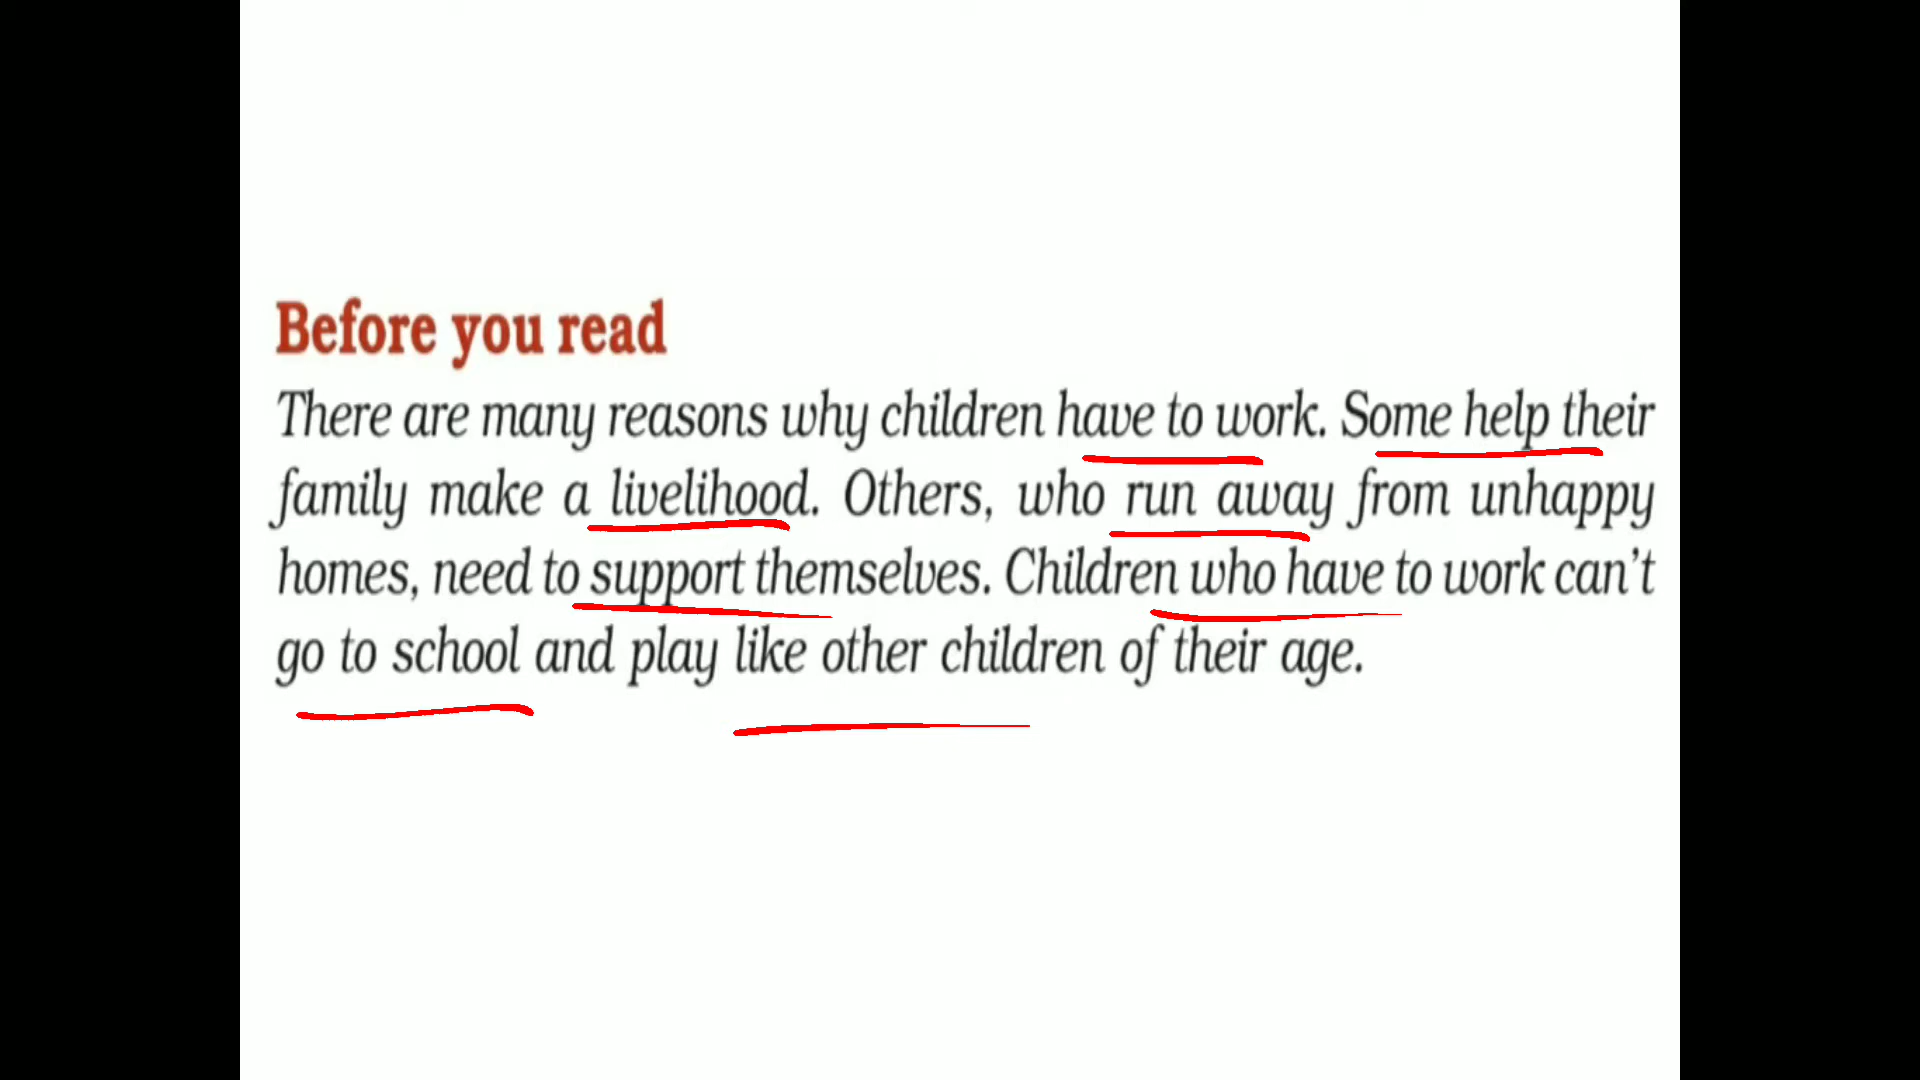 Before you read
There are many reasons why children have to work. Some help their
family make a livelihood. Others, who run away from unhappy
homes, need to support themselves. Children who have to work can't
go to school and play like other children of their age.